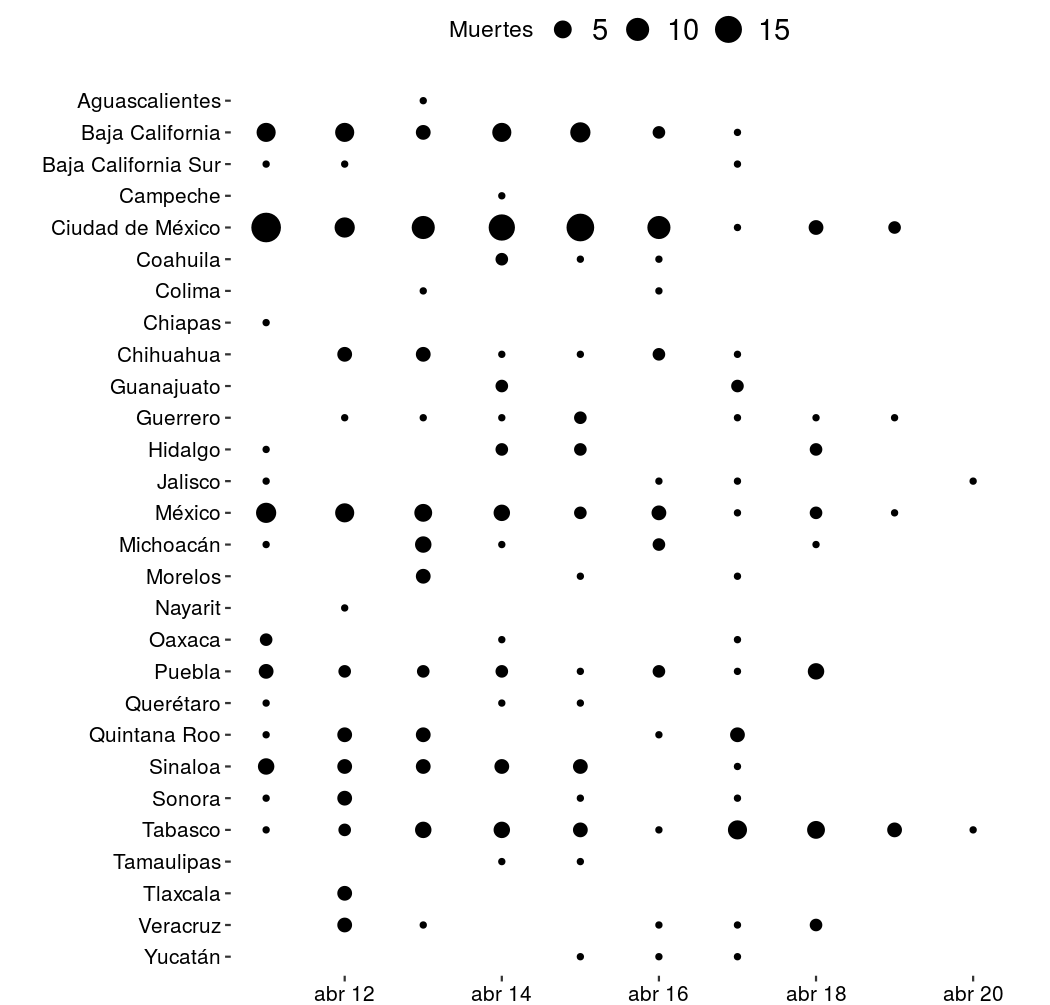 Muertes 5 10 15
Aguascalientes
Baja California
Baja California Sur
Campeche
Ciudad de México
Coahuila
Colima
Chiapas
Chihuahua
Guanajuato
Guerrero
Hidalgo
Jalisco
México
Michoacán
Morelos
Nayarit
Oaxaca
Puebla
Querétaro
Quintana Roo
Sinaloa
Sonora
Tabasco
Tamaulipas
Tlaxcala
Veracruz
Yucatán
abr 12 abr 14 abr 16 abr 18 abr 20